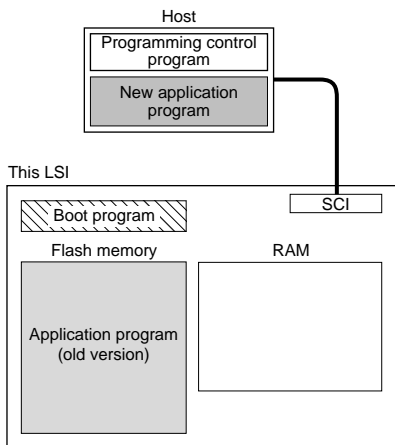 Host
Programming control
program
New application
program
This LSI
SCI
Boot program
Flash memory
RAM
Application program
(old version)